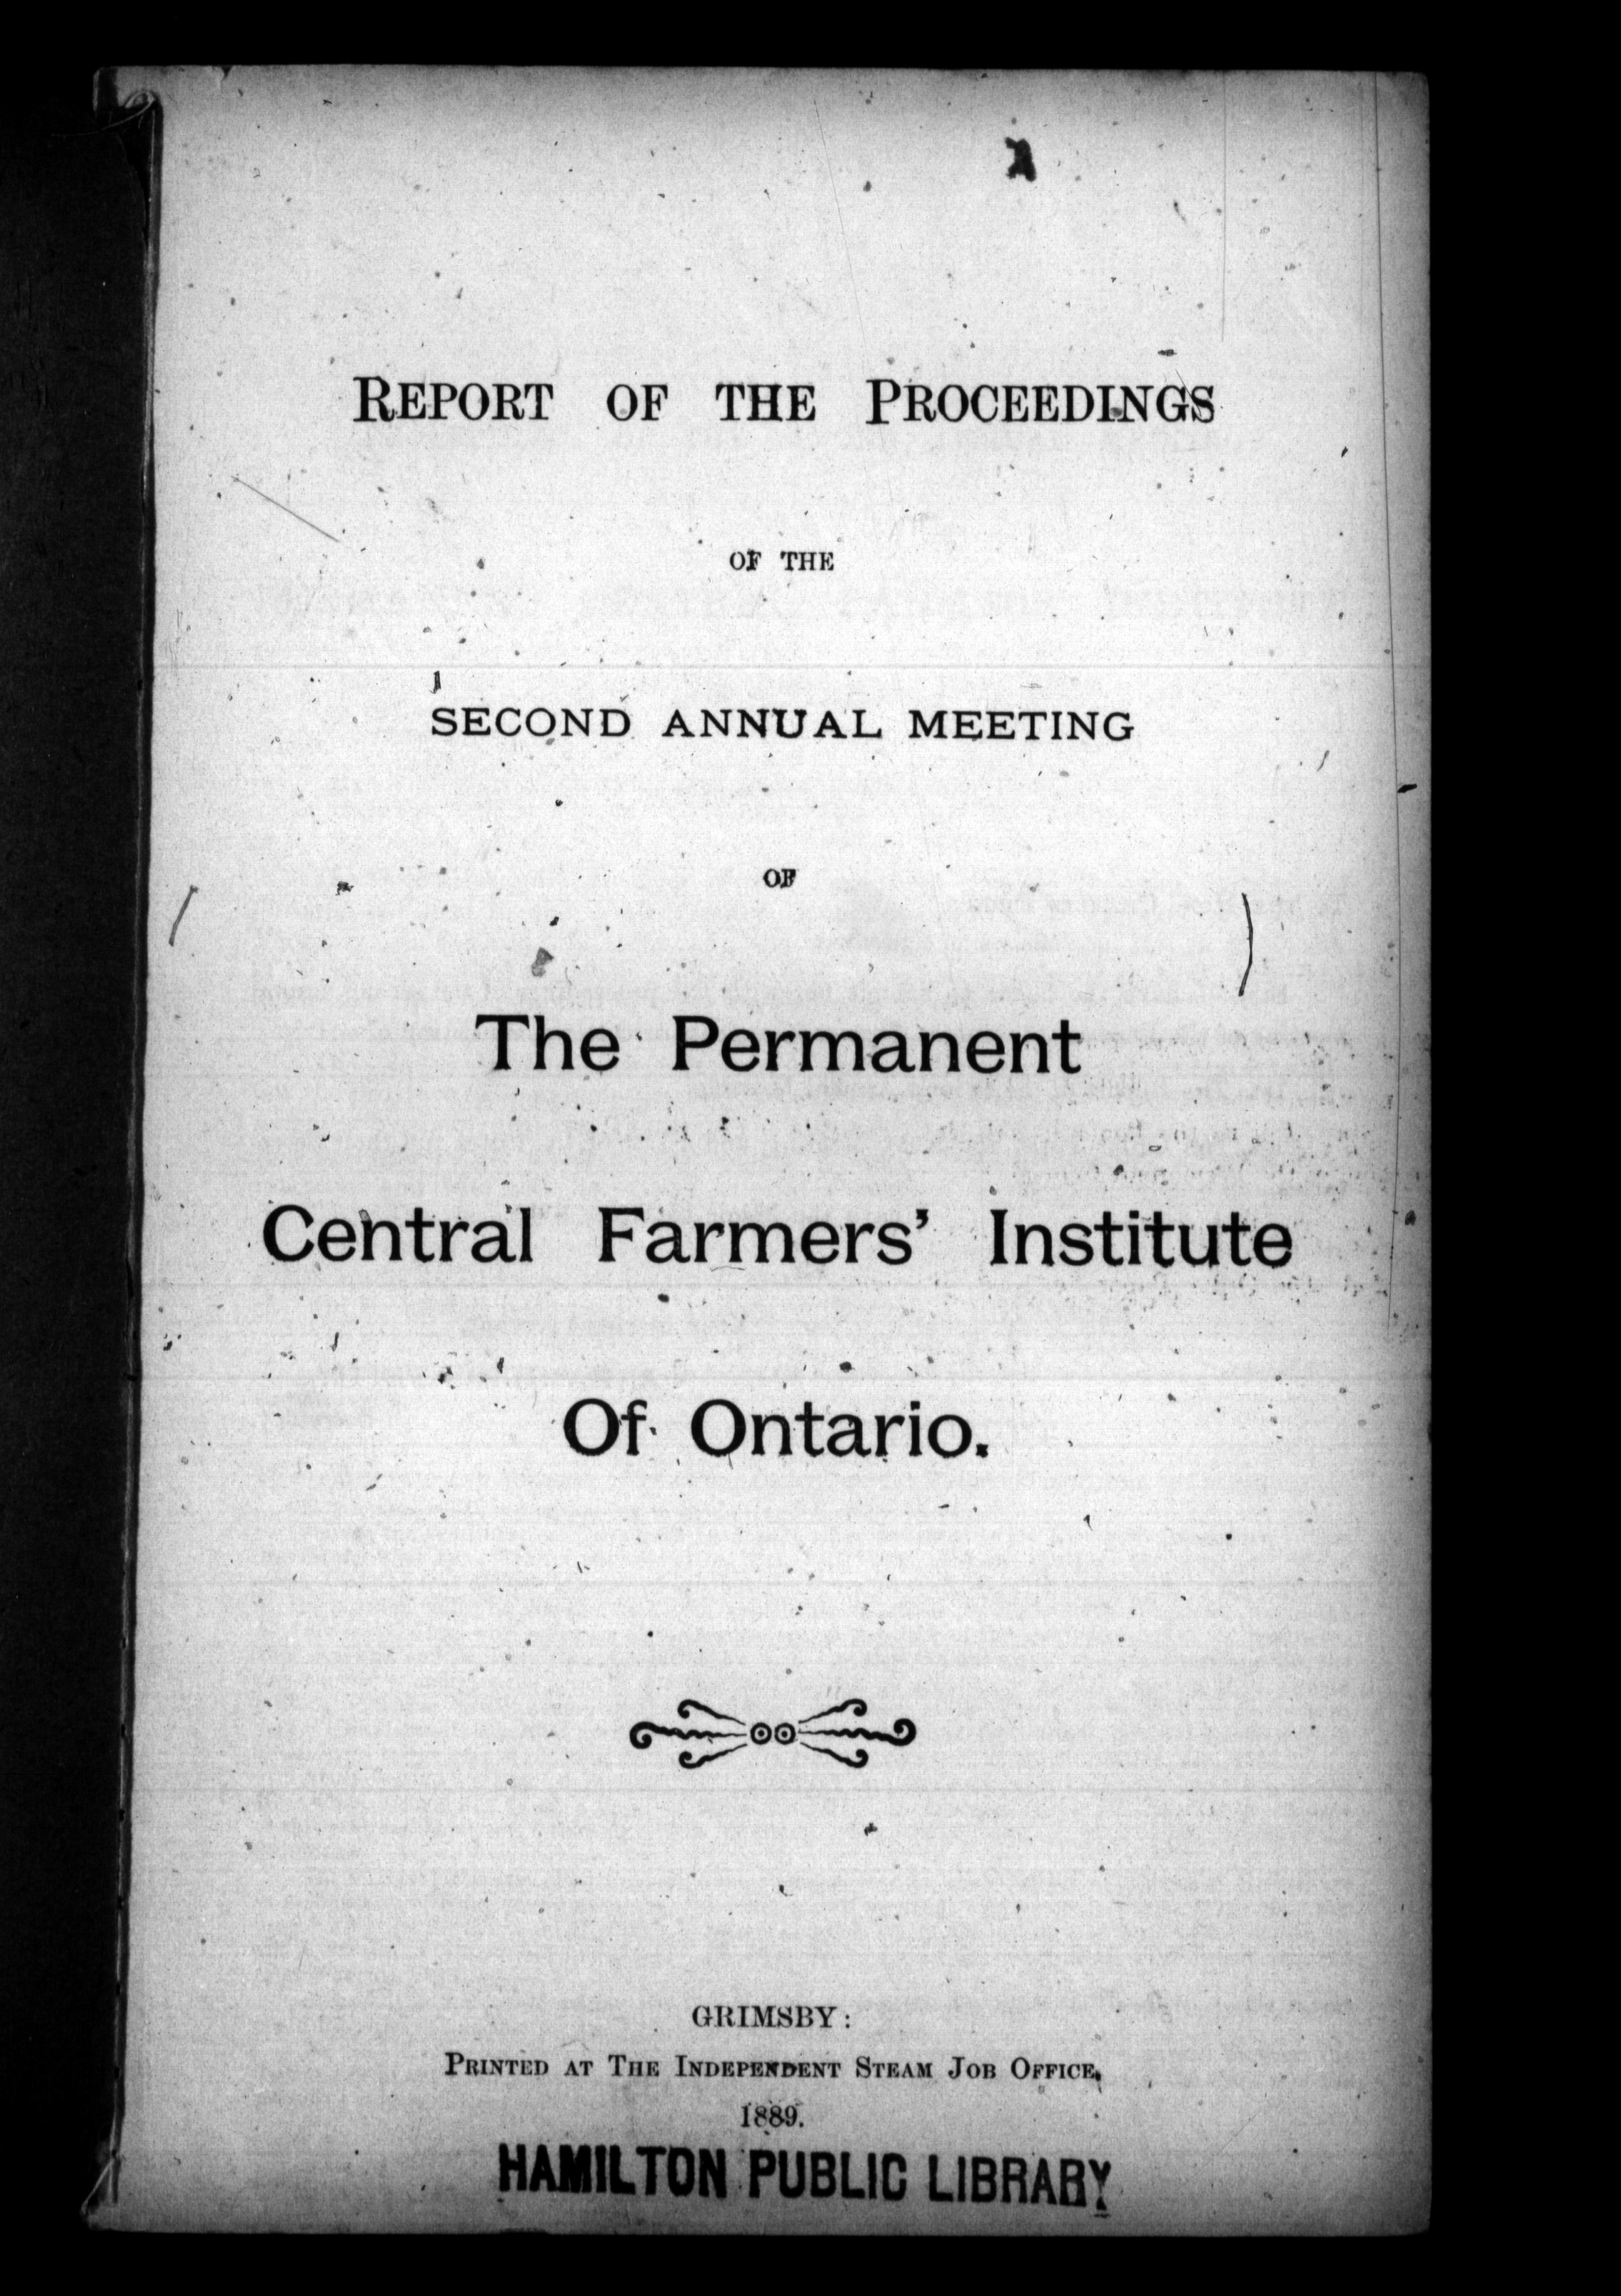 REPORT OF THE PROCEEDINGS
OF THE
SECOND ANNUAL MEETING
OF
The Permanent
Central Farmers' Institute
Of Ontario.
GRIMSBY:
PRINTED AT THE INDEPENDENT STEAM JOB OFFICE.
1889.
HAMILTON PUBLIC LIBRARY